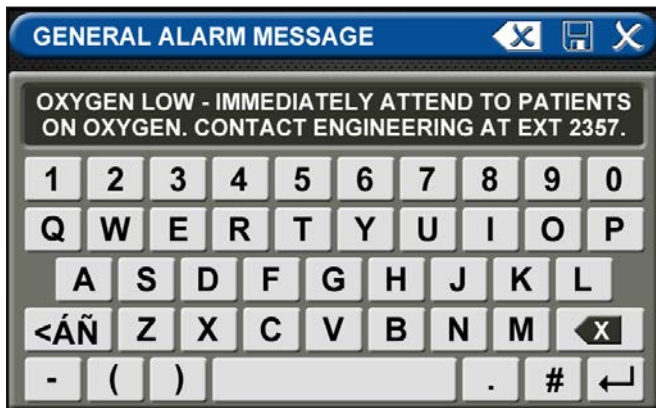 GENERAL ALARM MESSAGE
OXYGEN LOW - IMMEDIATELY ATTEND TO PATIENTS
ON OXYGEN. CONTACT ENGINEERING AT EXT 2357.
1 2 3 4 5 6 7 8 9 0
Q W E R T Y U I O P
A S D F G H J K L
<ÁÑ Z X C V B N M X
- ( ) . #